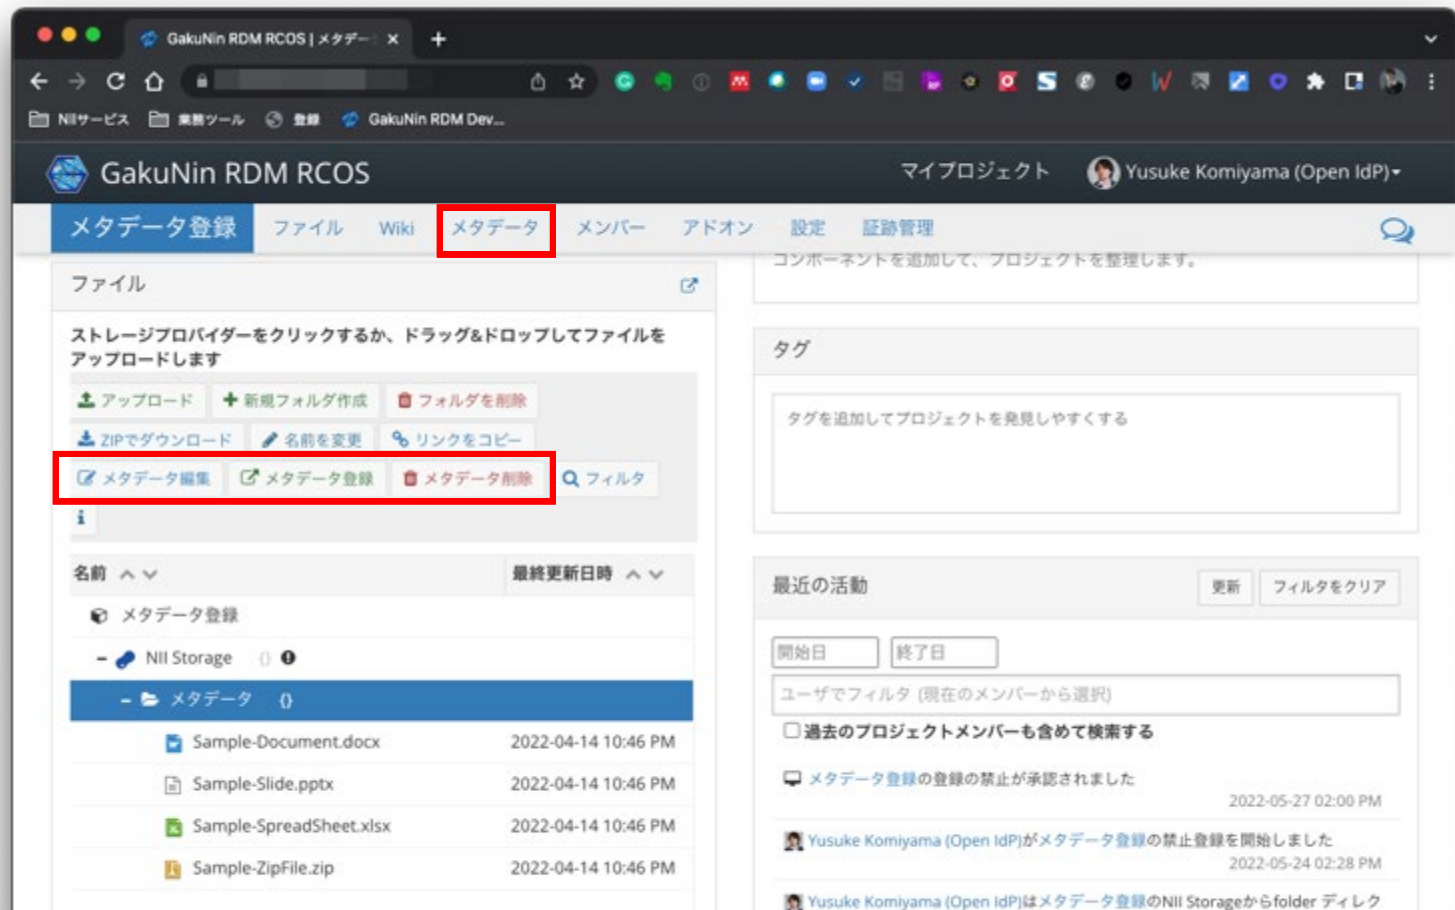 GakuNin RDM RCOS | メタデー
NIIサービス 業務ツール 登録 GakuNin RDM Dev...
GakuNin RDM RCOS
マイプロジェクト Yusuke Komiyama (Open IdP)
メタデータ登録 ファイル Wiki メタデータ メンバー アドオン 設定 証跡管理
コンポーネントを追加して、プロジェクトを整理します。
ファイル
ストレージプロバイダーをクリックするか、ドラッグ&ドロップしてファイルを
アップロードします
アップロード 新規フォルダ作成 フォルダを削除
ZIPでダウンロード 名前を変更 リンクをコピー
メタデータ編集 メタデータ登録 メタデータ削除 フィルタ
i
名前 最終更新日時
メタデータ登録
NII Storage {}
メタデータ {}
Sample-Document.docx 2022-04-14 10:46 PM
Sample-Slide.pptx 2022-04-14 10:46 PM
Sample-SpreadSheet.xlsx 2022-04-14 10:46 PM
Sample-ZipFile.zip 2022-04-14 10:46 PM
タグ
タグを追加してプロジェクトを発見しやすくする
最近の活動 更新 フィルタをクリア
開始日 終了日
ユーザでフィルタ (現在のメンバーから選択)
過去のプロジェクトメンバーも含めて検索する
メタデータ登録の登録の禁止が承認されました
2022-05-27 02:00 PM
Yusuke Komiyama (Open IdP)がメタデータ登録の禁止登録を開始しました
2022-05-24 02:28 PM
Yusuke Komiyama (Open IdP)はメタデータ登録のNII Storageからfolder ディレク